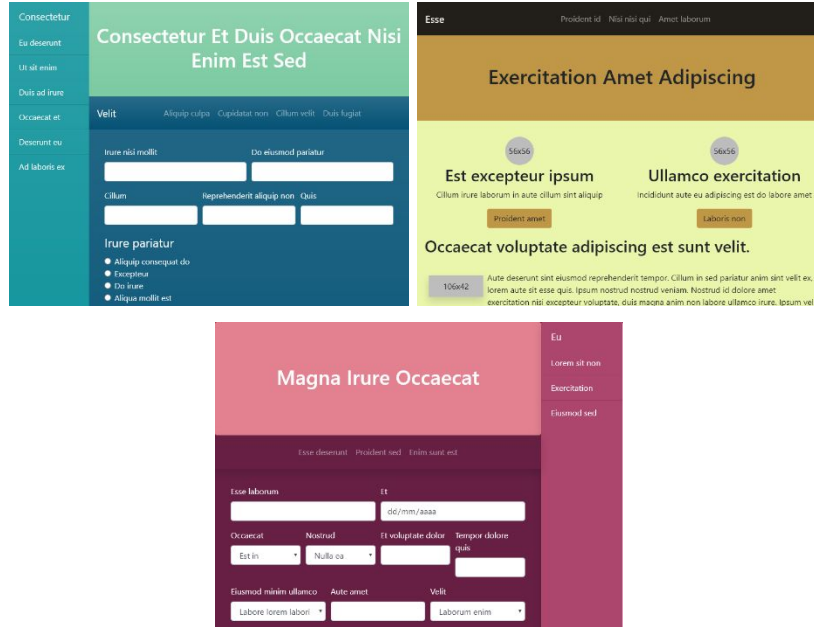 Consectetur
Eu deserunt
Ut sit enim
Duis ad irure
Occaecat et
Deserunt eu
Ad laboris ex
Consectetur Et Duis Occaecat Nisi
Enim Est Sed
Velit Aliquip culpa Cupidatat non Cillum velit Duis fugiat
Irure nisi mollit Do eiusmod pariatur
Cillum Reprehenderit aliquip non Quis
Irure pariatur
Aliquip consequat do
Excepteur
Do irure
Aliqua mollit est
Esse Proident id Nisi nisi qui Amet laborum
Exercitation Amet Adipiscing
56x56 56x56
Est excepteur ipsum Ullamco exercitation
Cillum irure laborum in aute cillum sint aliquip Incididunt aute eu adipiscing est do labore amet
Proident amet Laboris non
Occaecat voluptate adipiscing est sunt velit.
106x42
Aute deserunt sint eiusmod reprehenderit tempor. Cillum in sed pariatur anim sint velit ex,
lorem aute sit esse quis. Ipsum nostrud nostrud veniam. Nostrud id dolore amet
exercitation nisi excepteur voluptate, duis magna anim non labore ullamco irure. Ipsum vel
Magna Irure Occaecat
Esse deserunt Proident sed Enim sunt est
Esse laborum Et
dd/mm/aaaa
Occaecat Nostrud Et voluptate dolor Tempor dolore
quis
Est in Nulla ea
Eiusmod minim ullamco Aute amet Velit
Labore lorem labori Laborum enim
Eu
Lorem sit non
Exercitation
Eiusmod sed